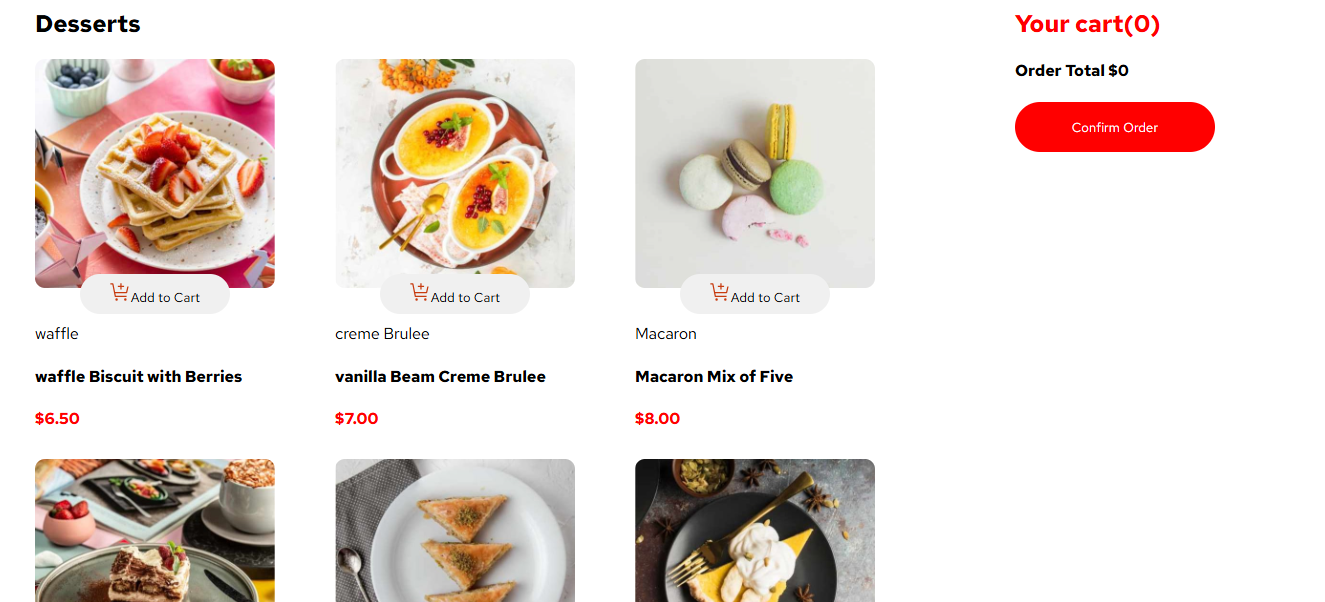 Desserts
Your cart(0)
Order Total $0
Confirm Order
Add to Cart
Add to Cart
Add to Cart
waffle
creme Brulee
Macaron
waffle Biscuit with Berries
vanilla Beam Creme Brulee
Macaron Mix of Five
$6.50
$7.00
$8.00